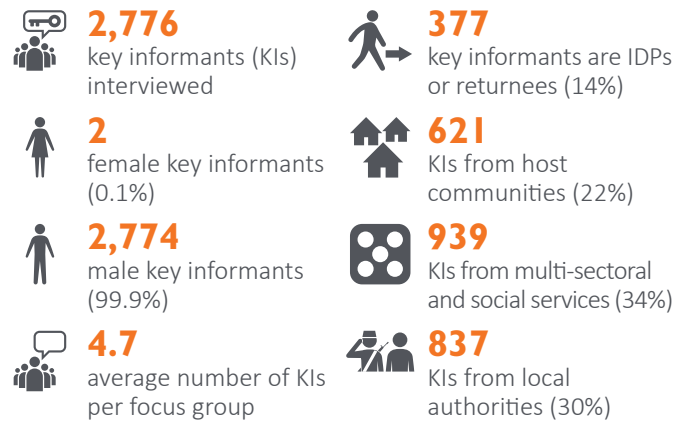 2,776
key informants (KIs)
interviewed
2
female key informants
(0.1%)
2,774
male key informants
(99.9%)
4.7
average number of KIs
per focus group
377
key informants are IDPs
or returnees (14%)
621
KIs from host
communities (22%)
939
KIs from multi-sectoral
and social services (34%)
837
KIs from local
authorities (30%)